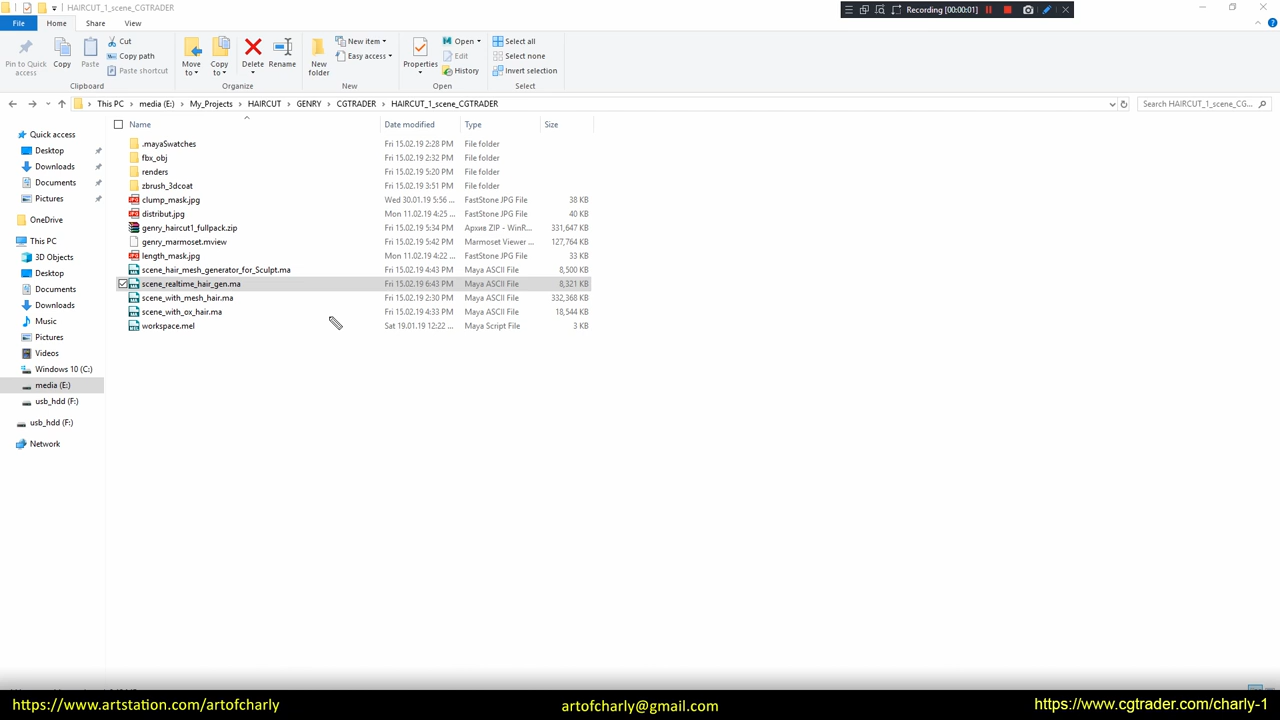 HAIRCUT_1_scene_CGTRADER
Recording [00:00:01]
File Home Share View
Pin to Quick access
Copy
Paste
Cut
Copy path
Paste shortcut
Clipboard
Move to
Copy to
Delete
Rename
Organize
New folder
New item
Easy access
New
Properties
Open
Edit
History
Open
Select all
Select none
Invert selection
Select
This PC > media (E:) > My_Projects > HAIRCUT > GENRY > CGTRADER > HAIRCUT_1_scene_CGTRADER
Search HAIRCUT_1_scene_CG...
Name Date modified Type Size
Quick access
Desktop
Downloads
Documents
Pictures
OneDrive
This PC
3D Objects
Desktop
Documents
Downloads
Music
Pictures
Videos
Windows 10 (C:)
media (E:)
usb_hdd (F:)
usb_hdd (F:)
Network
.mayaSwatches Fri 15.02.19 2:28 PM File folder
fbx_obj Fri 15.02.19 2:32 PM File folder
renders Fri 15.02.19 5:20 PM File folder
zbrush_3dcoat Fri 15.02.19 3:51 PM File folder
clump_mask.jpg Wed 30.01.19 5:56 ... FastStone JPG File 38 KB
distribut.jpg Mon 11.02.19 4:25 ... FastStone JPG File 40 KB
genry_haircut1_fullpack.zip Fri 15.02.19 5:34 PM Архив ZIP - WinR... 331,647 KB
genry_marmoset.mview Fri 15.02.19 5:42 PM Marmoset Viewer ... 127,764 KB
length_mask.jpg Mon 11.02.19 4:22 ... FastStone JPG File 33 KB
scene_hair_mesh_generator_for_Sculpt.ma Fri 15.02.19 4:43 PM Maya ASCII File 8,500 KB
scene_realtime_hair_gen.ma Fri 15.02.19 6:43 PM Maya ASCII File 8,321 KB
scene_with_mesh_hair.ma Fri 15.02.19 2:30 PM Maya ASCII File 332,368 KB
scene_with_ox_hair.ma Fri 15.02.19 4:33 PM Maya ASCII File 18,544 KB
workspace.mel Sat 19.01.19 12:22 ... Maya Script File 3 KB
https://www.artstation.com/artofcharly
artofcharly@gmail.com
https://www.cgtrader.com/charly-1